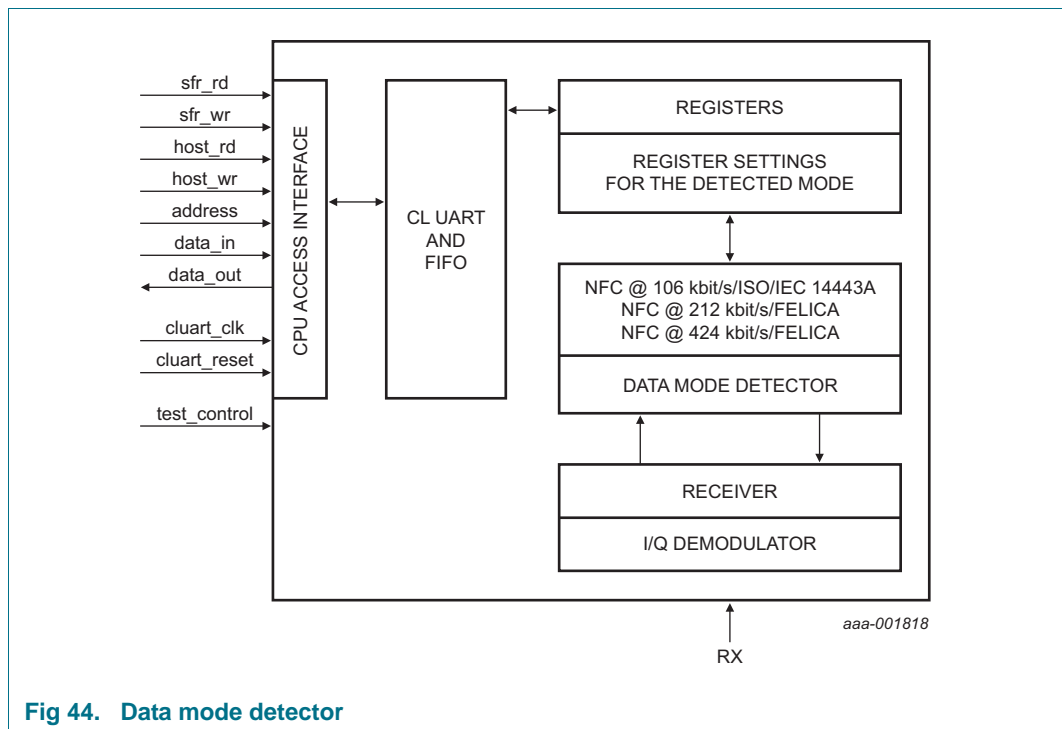 sfr_rd
sfr_wr
host_rd
host_wr
address
data_in
data_out
cluart_clk
cluart_reset
test_control
CPU ACCESS INTERFACE
CL UART
AND
FIFO
REGISTERS
REGISTER SETTINGS
FOR THE DETECTED MODE
NFC @ 106 kbit/s/ISO/IEC 14443A
NFC @ 212 kbit/s/FELICA
NFC @ 424 kbit/s/FELICA
DATA MODE DETECTOR
RECEIVER
I/Q DEMODULATOR
aaa-001818
RX
Fig 44. Data mode detector